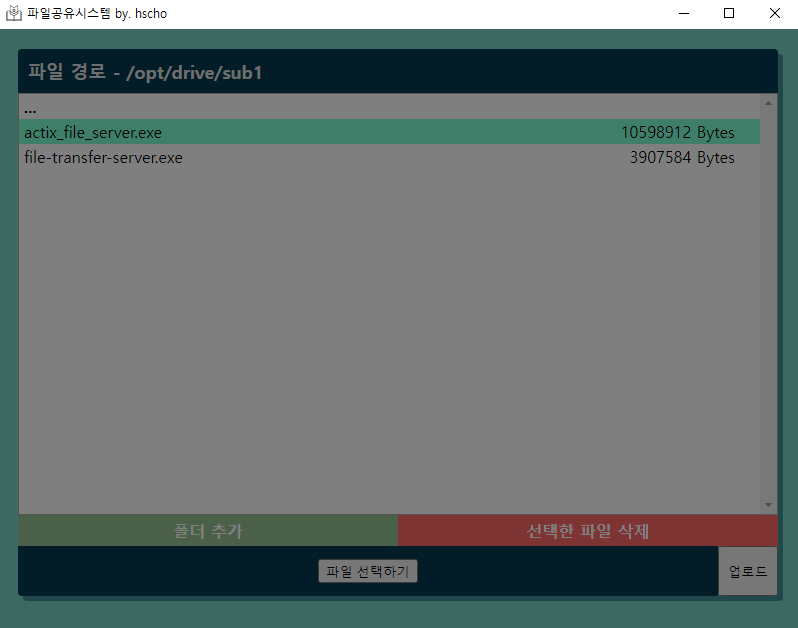 파일공유시스템 by. hscho
파일 경로 - /opt/drive/sub1
...
actix_file_server.exe 10598912 Bytes
file-transfer-server.exe 3907584 Bytes
폴더 추가 선택한 파일 삭제
파일 선택하기 업로드